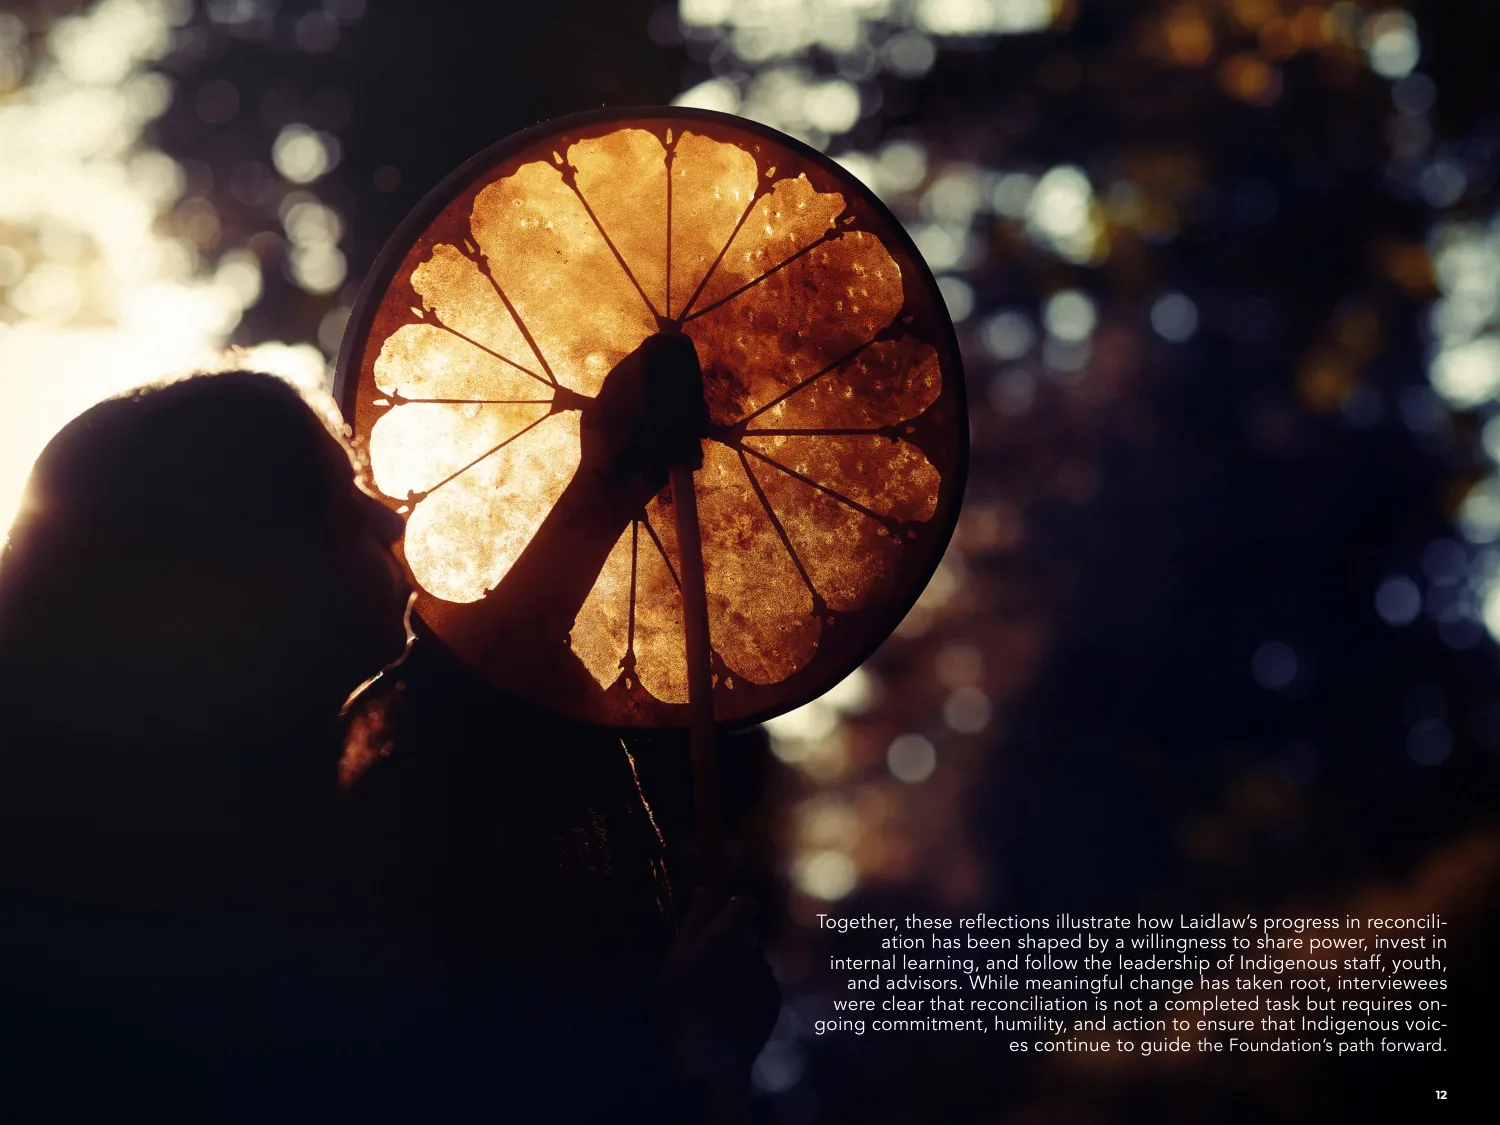 Together, these reflections illustrate how Laidlaw’s progress in reconcili-
ation has been shaped by a willingness to share power, invest in
internal learning, and follow the leadership of Indigenous staff, youth,
and advisors. While meaningful change has taken root, interviewees
were clear that reconciliation is not a completed task but requires on-
going commitment, humility, and action to ensure that Indigenous voic-
es continue to guide the Foundation’s path forward.
12